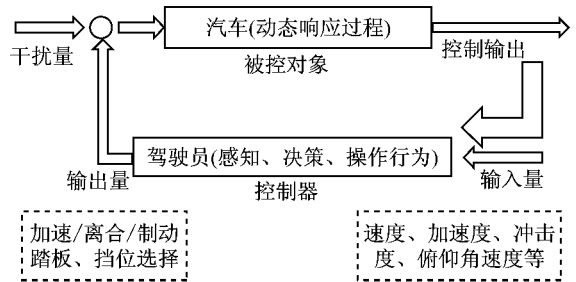 汽车(动态响应过程)
干扰量
被控对象
控制输出
驾驶员(感知、决策、操作行为)
输出量
控制器
输入量
加速/离合/制动
踏板、挡位选择
速度、加速度、冲击
度、俯仰角速度等